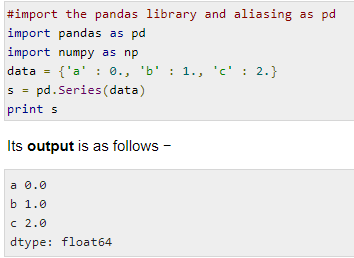 #import the pandas library and aliasing as pd
import pandas as pd
import numpy as np
data = {'a' : 0., 'b' : 1., 'c' : 2.}
s = pd.Series(data)
print s
Its output is as follows −
a 0.0
b 1.0
c 2.0
dtype: float64